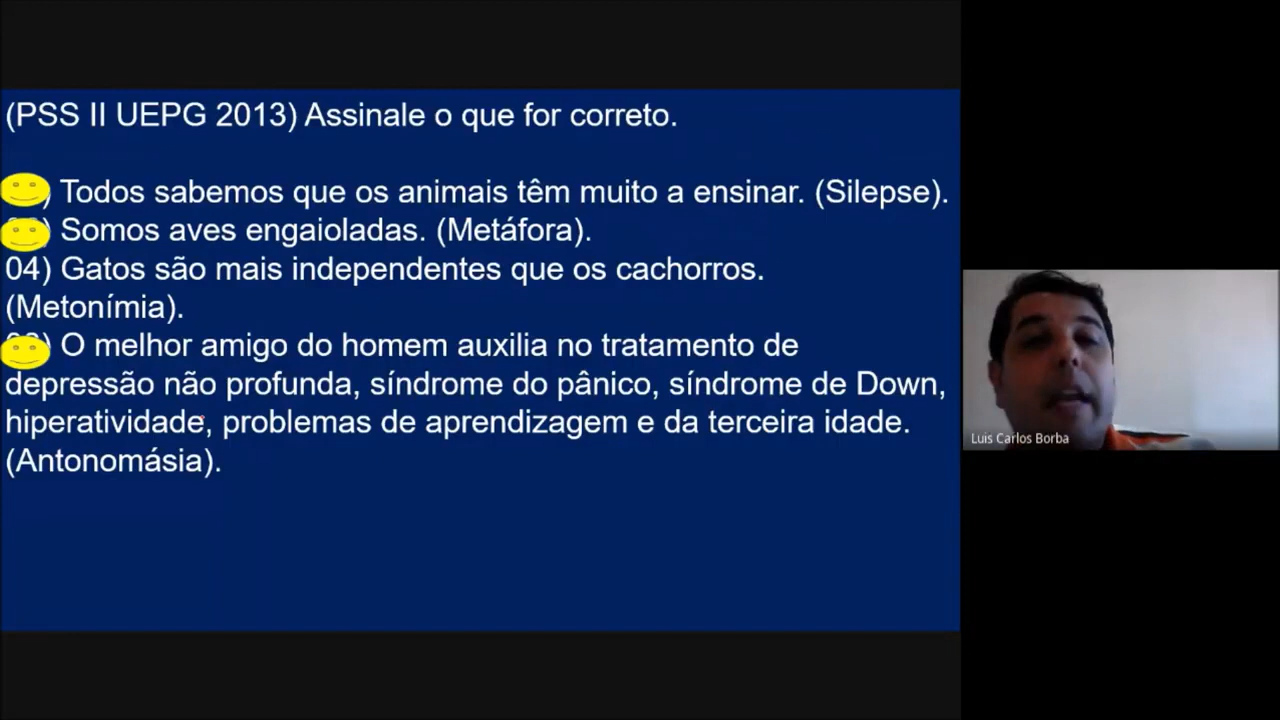 (PSS II UEPG 2013) Assinale o que for correto.
) Todos sabemos que os animais têm muito a ensinar. (Silepse).
) Somos aves engaioladas. (Metáfora).
04) Gatos são mais independentes que os cachorros.
(Metonímia).
) O melhor amigo do homem auxilia no tratamento de
depressão não profunda, síndrome do pânico, síndrome de Down,
hiperatividade, problemas de aprendizagem e da terceira idade.
(Antonomásia).
Luis Carlos Borba